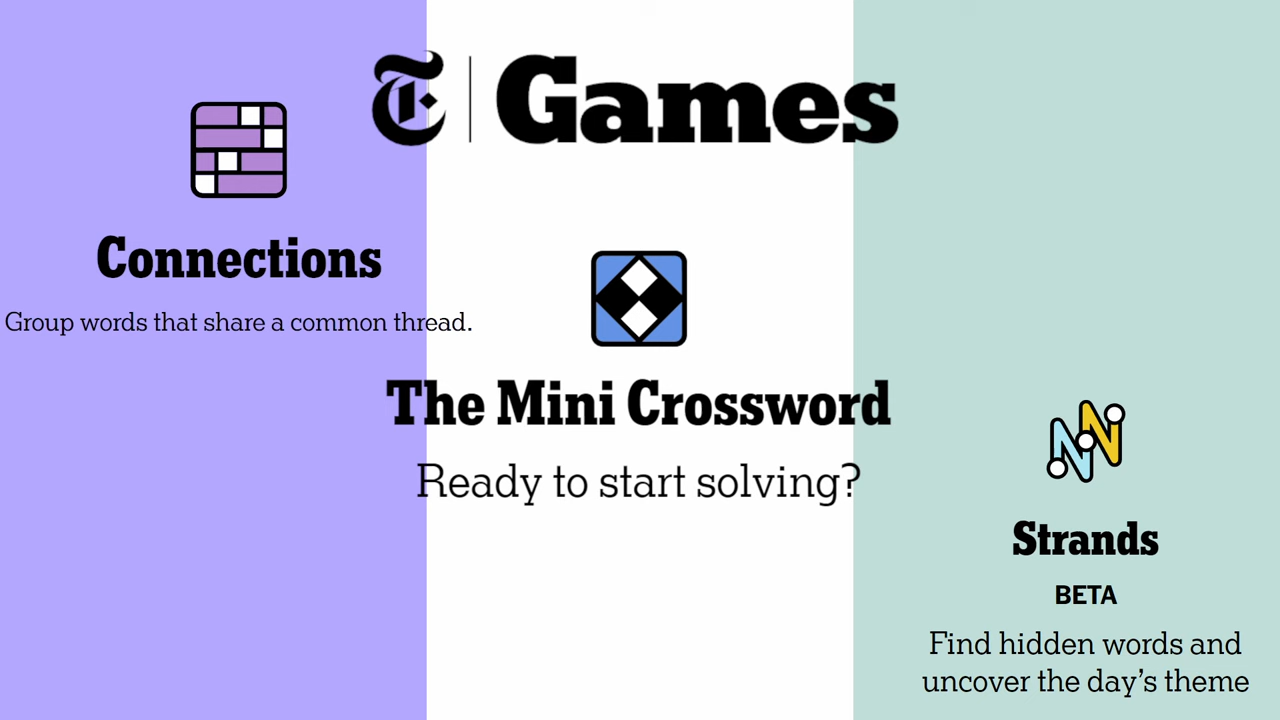 T | Games
Connections
Group words that share a common thread.
The Mini Crossword
Ready to start solving?
Strands
BETA
Find hidden words and
uncover the day’s theme